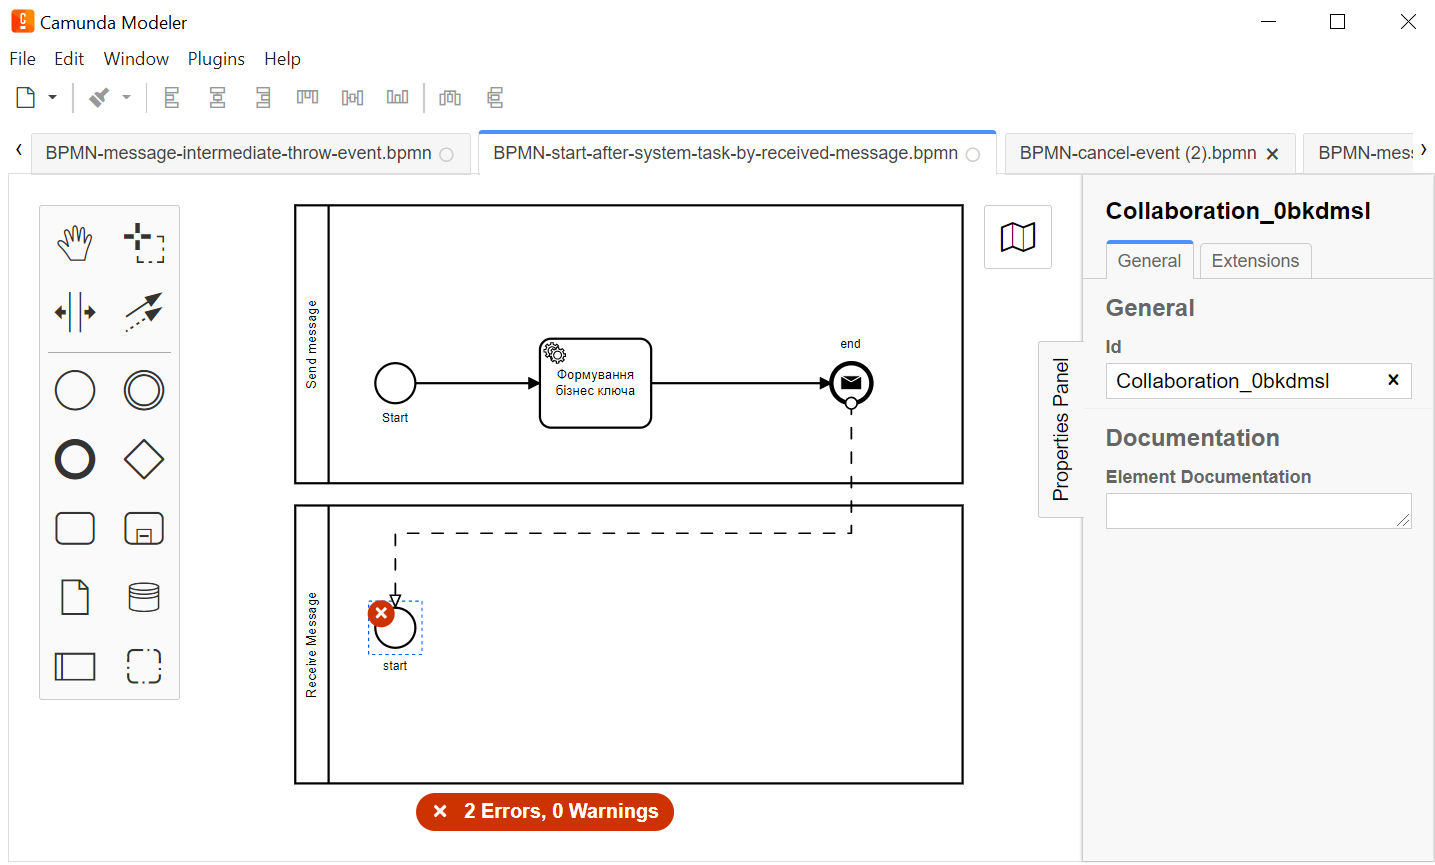 Camunda Modeler
File Edit Window Plugins Help
BPMN-message-intermediate-throw-event.bpmn
BPMN-start-after-system-task-by-received-message.bpmn
BPMN-cancel-event (2).bpmn
BPMN-mess
Send message
Start
Формування
бізнес ключа
end
Receive Message
start
2 Errors, 0 Warnings
Properties Panel
Collaboration_0bkdmsl
General
Extensions
General
Id
Collaboration_0bkdmsl
Documentation
Element Documentation